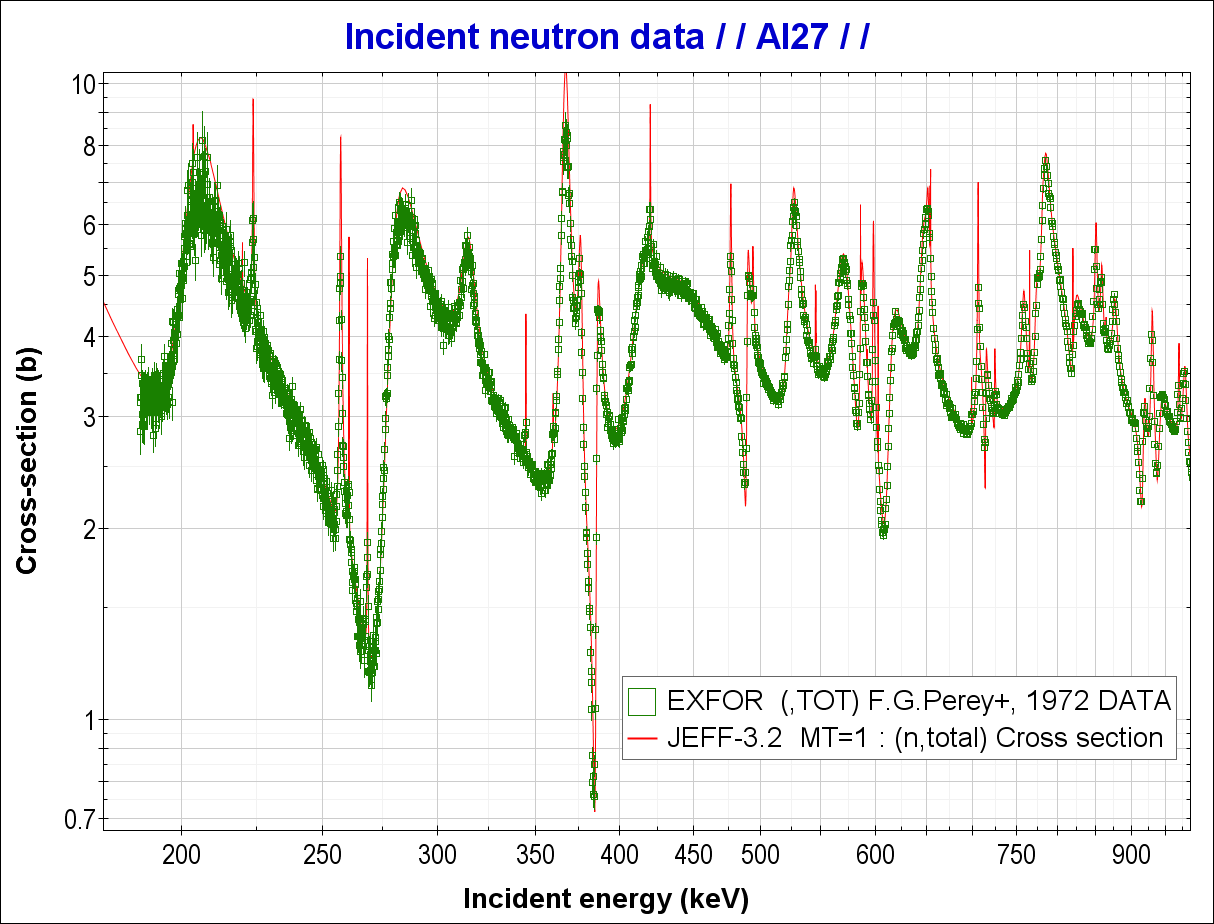 Incident neutron data / / Al27 / /
Cross-section (b)
10
8
6
5
4
3
2
1
0.7
EXFOR (,TOT) F.G.Perey+, 1972 DATA
JEFF-3.2 MT=1 : (n,total) Cross section
200 250 300 350 400 450 500 600 750 900
Incident energy (keV)